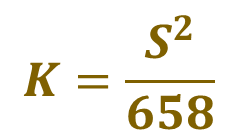 K = S² / 658